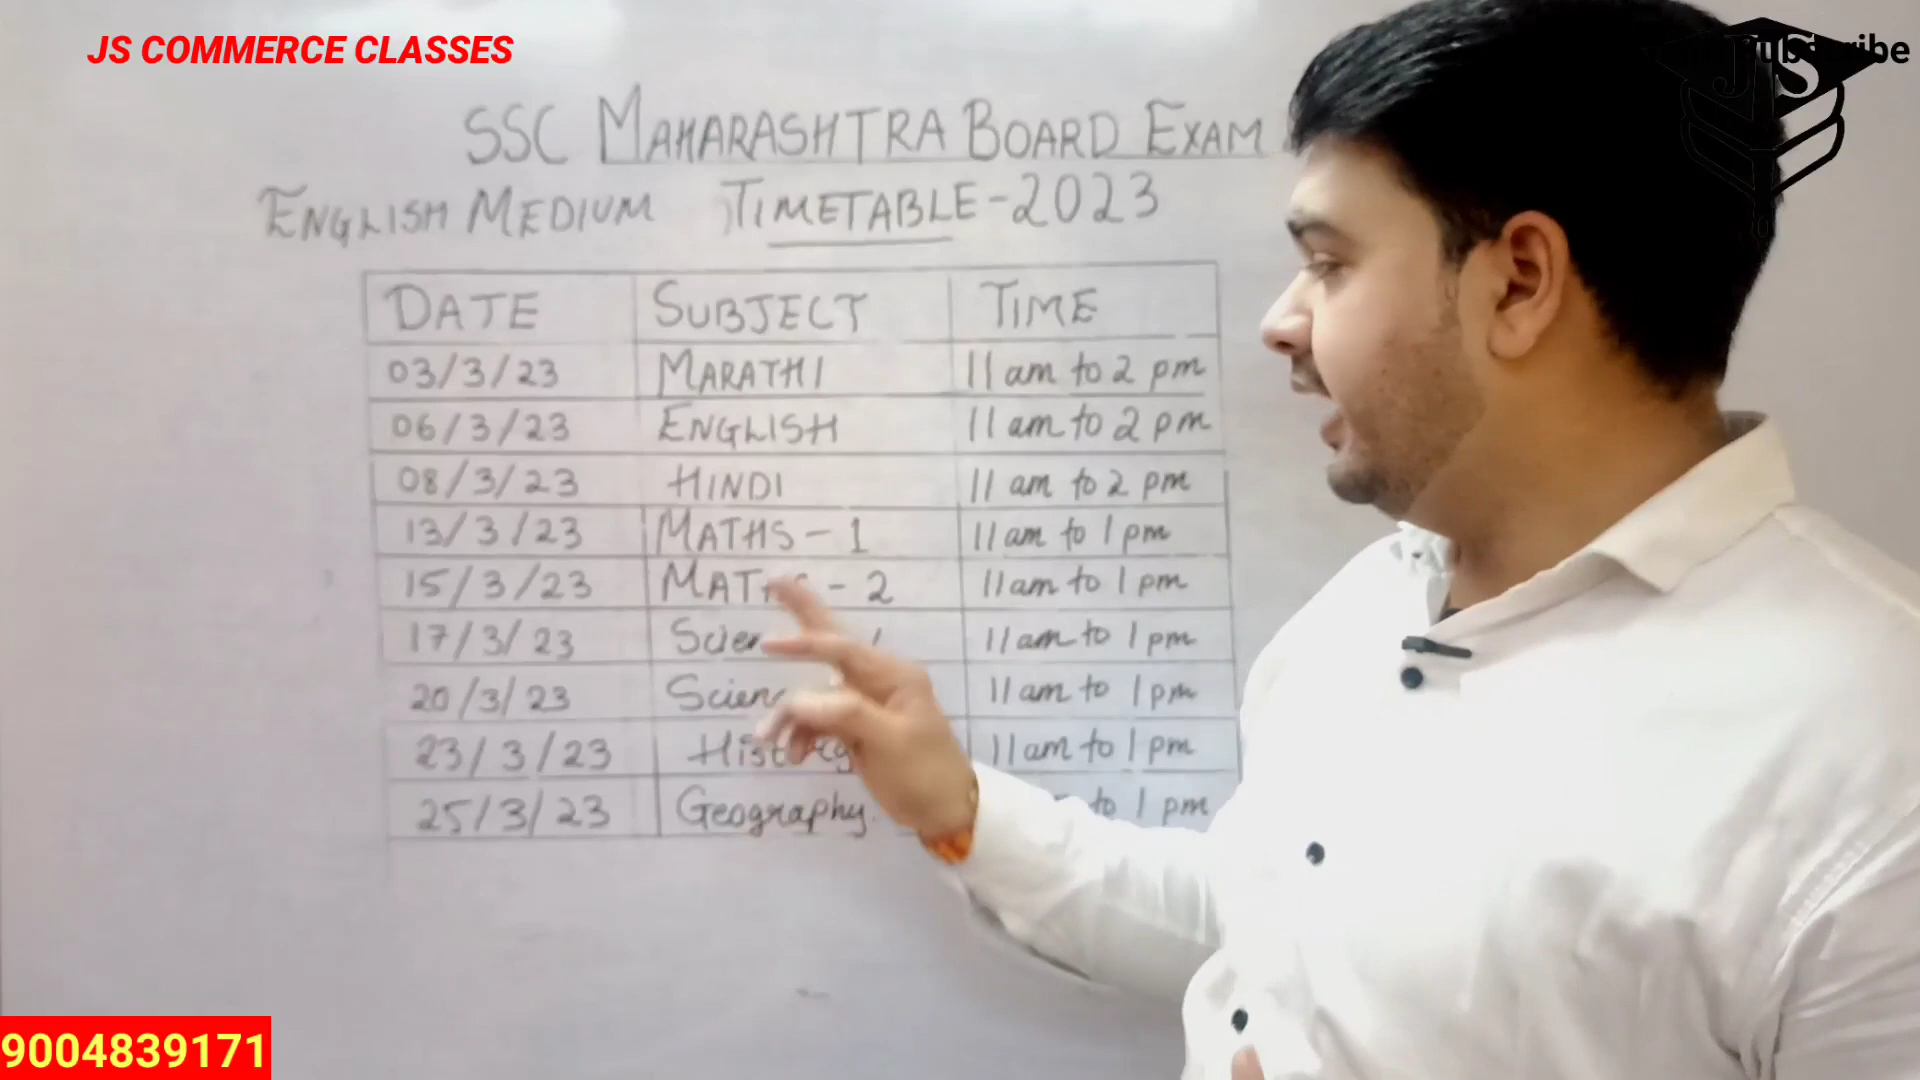 JS COMMERCE CLASSES
SSC MAHARASHTRA BOARD EXAM
ENGLISH MEDIUM TIMETABLE-2023
DATE SUBJECT TIME
03/3/23 MARATHI 11 am to 2 pm
06/3/23 ENGLISH 11 am to 2 pm
08/3/23 HINDI 11 am to 2 pm
13/3/23 MATHS-1 11 am to 1 pm
15/3/23 MATHS-2 11 am to 1 pm
17/3/23 11 am to 1 pm
20/3/23 11 am to 1 pm
23/3/23 History 11 am to 1 pm
25/3/23 Geography. to 1 pm
9004839171
JS